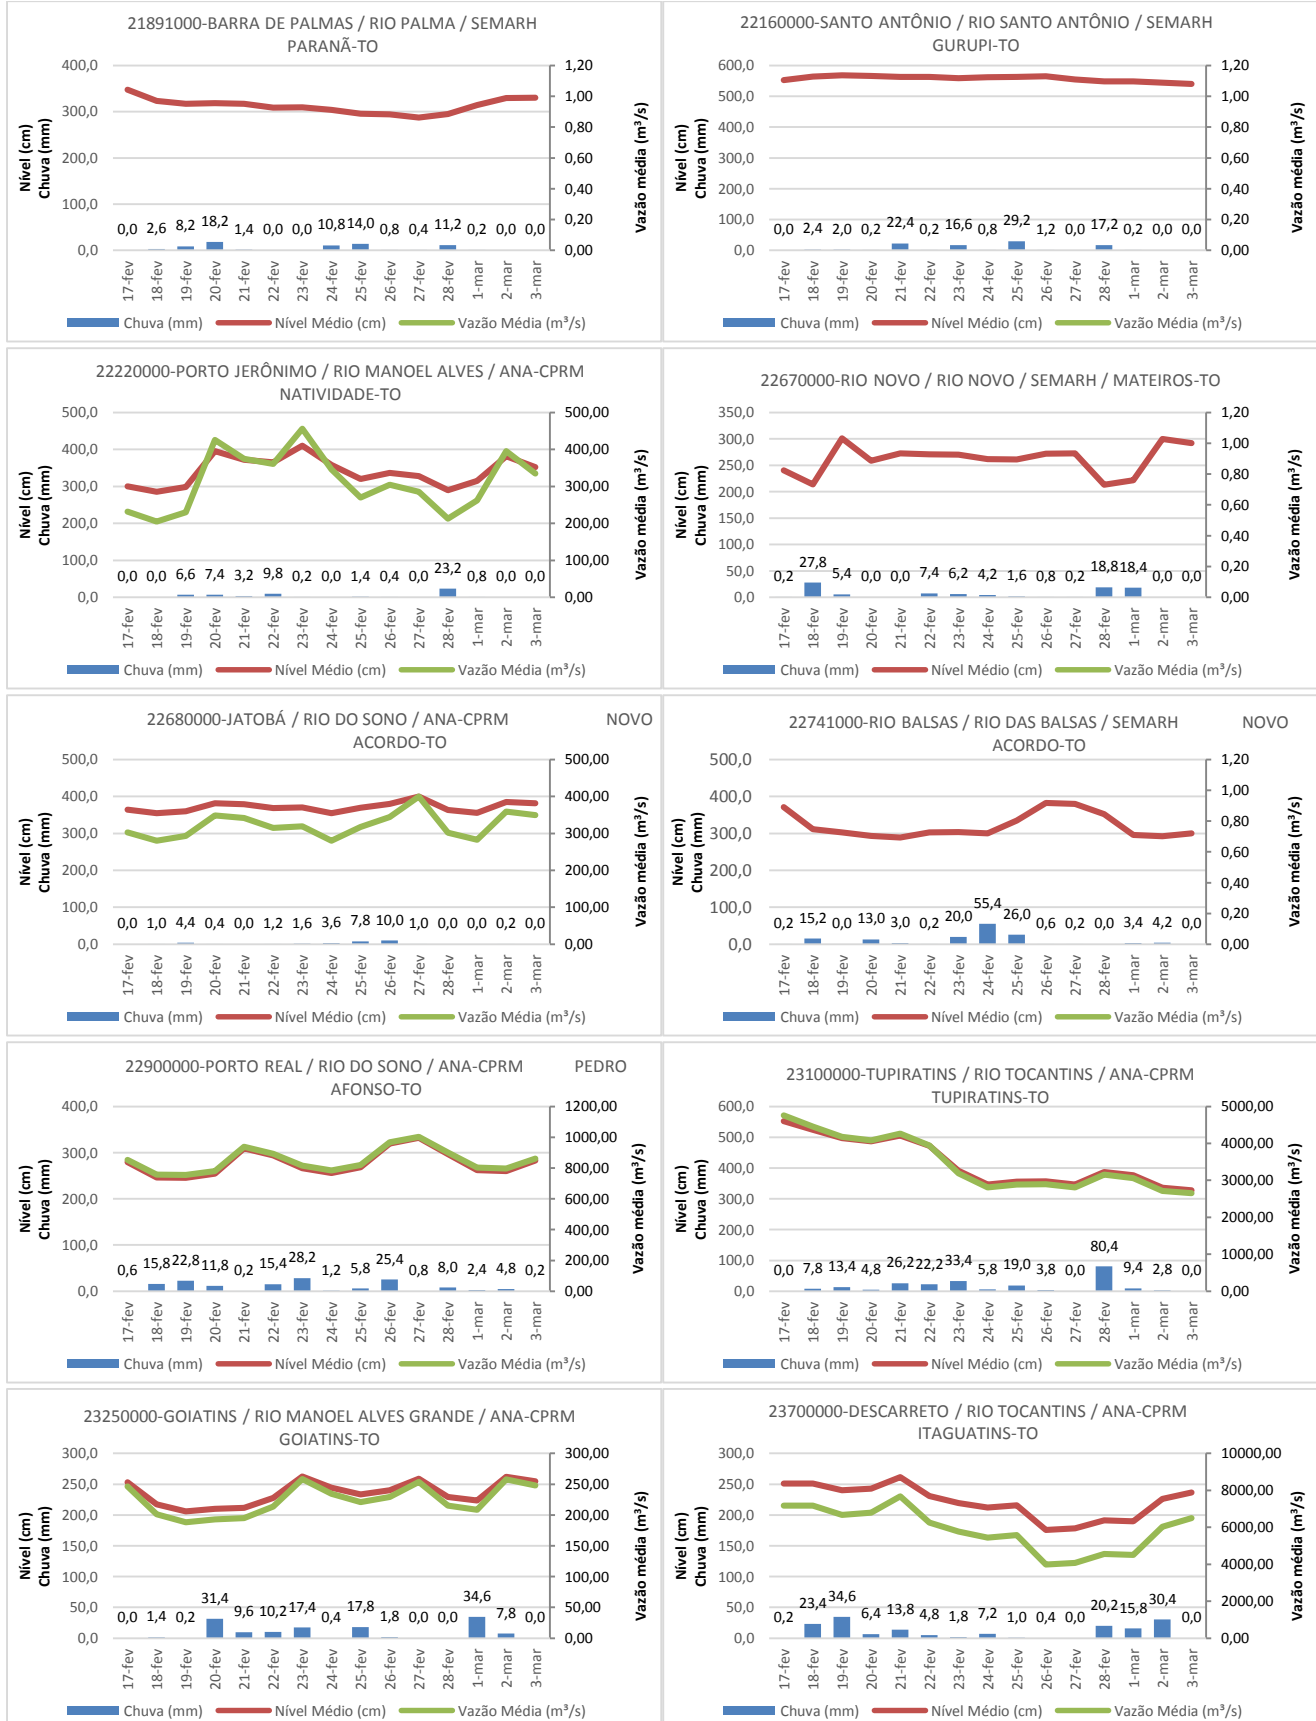 21891000-BARRA DE PALMAS / RIO PALMA / SEMARH
PARANÃ-TO
400,0
300,0
200,0
100,0
0,0
Nível (cm)
Chuva (mm)
1,20
1,00
0,80
0,60
0,40
0,20
0,00
Vazão média (m³/s)
0,0 2,6 8,2 18,2 1,4 0,0 0,0 10,8 14,0 0,8 0,4 11,2 0,2 0,0 0,0
17-fev 18-fev 19-fev 20-fev 21-fev 22-fev 23-fev 24-fev 25-fev 26-fev 27-fev 28-fev 1-mar 2-mar 3-mar
Chuva (mm) Nível Médio (cm) Vazão Média (m³/s)
22160000-SANTO ANTÔNIO / RIO SANTO ANTÔNIO / SEMARH
GURUPI-TO
600,0
500,0
400,0
300,0
200,0
100,0
0,0
Nível (cm)
Chuva (mm)
1,20
1,00
0,80
0,60
0,40
0,20
0,00
Vazão média (m³/s)
0,0 2,4 2,0 0,2 22,4 0,2 16,6 0,8 29,2 1,2 0,0 17,2 0,2 0,0 0,0
17-fev 18-fev 19-fev 20-fev 21-fev 22-fev 23-fev 24-fev 25-fev 26-fev 27-fev 28-fev 1-mar 2-mar 3-mar
Chuva (mm) Nível Médio (cm) Vazão Média (m³/s)
22220000-PORTO JERÔNIMO / RIO MANOEL ALVES / ANA-CPRM
NATIVIDADE-TO
500,0
400,0
300,0
200,0
100,0
0,0
Nível (cm)
Chuva (mm)
500,00
400,00
300,00
200,00
100,00
0,00
Vazão média (m³/s)
0,0 0,0 6,6 7,4 3,2 9,8 0,2 0,0 1,4 0,4 0,0 23,2 0,8 0,0 0,0
17-fev 18-fev 19-fev 20-fev 21-fev 22-fev 23-fev 24-fev 25-fev 26-fev 27-fev 28-fev 1-mar 2-mar 3-mar
Chuva (mm) Nível Médio (cm) Vazão Média (m³/s)
22670000-RIO NOVO / RIO NOVO / SEMARH / MATEIROS-TO
350,0
300,0
250,0
200,0
150,0
100,0
50,0
0,0
Nível (cm)
Chuva (mm)
1,20
1,00
0,80
0,60
0,40
0,20
0,00
Vazão média (m³/s)
0,2 27,8 5,4 0,0 0,0 7,4 6,2 4,2 1,6 0,8 0,2 18,8 18,4 0,0 0,0
17-fev 18-fev 19-fev 20-fev 21-fev 22-fev 23-fev 24-fev 25-fev 26-fev 27-fev 28-fev 1-mar 2-mar 3-mar
Chuva (mm) Nível Médio (cm) Vazão Média (m³/s)
22680000-JATOBÁ / RIO DO SONO / ANA-CPRM NOVO
ACORDO-TO
500,0
400,0
300,0
200,0
100,0
0,0
Nível (cm)
Chuva (mm)
500,00
400,00
300,00
200,00
100,00
0,00
Vazão média (m³/s)
0,0 1,0 4,4 0,4 0,0 1,2 1,6 3,6 7,8 10,0 1,0 0,0 0,0 0,2 0,0
17-fev 18-fev 19-fev 20-fev 21-fev 22-fev 23-fev 24-fev 25-fev 26-fev 27-fev 28-fev 1-mar 2-mar 3-mar
Chuva (mm) Nível Médio (cm) Vazão Média (m³/s)
22741000-RIO BALSAS / RIO DAS BALSAS / SEMARH NOVO
ACORDO-TO
500,0
400,0
300,0
200,0
100,0
0,0
Nível (cm)
Chuva (mm)
1,20
1,00
0,80
0,60
0,40
0,20
0,00
Vazão média (m³/s)
0,2 15,2 0,0 13,0 3,0 0,2 20,0 55,4 26,0 0,6 0,2 0,0 3,4 4,2 0,0
17-fev 18-fev 19-fev 20-fev 21-fev 22-fev 23-fev 24-fev 25-fev 26-fev 27-fev 28-fev 1-mar 2-mar 3-mar
Chuva (mm) Nível Médio (cm) Vazão Média (m³/s)
22900000-PORTO REAL / RIO DO SONO / ANA-CPRM PEDRO
AFONSO-TO
400,0
300,0
200,0
100,0
0,0
Nível (cm)
Chuva (mm)
1200,00
1000,00
800,00
600,00
400,00
200,00
0,00
Vazão média (m³/s)
0,6 15,8 22,8 11,8 0,2 15,4 28,2 1,2 5,8 25,4 0,8 8,0 2,4 4,8 0,2
17-fev 18-fev 19-fev 20-fev 21-fev 22-fev 23-fev 24-fev 25-fev 26-fev 27-fev 28-fev 1-mar 2-mar 3-mar
Chuva (mm) Nível Médio (cm) Vazão Média (m³/s)
23100000-TUPIRATINS / RIO TOCANTINS / ANA-CPRM
TUPIRATINS-TO
600,0
500,0
400,0
300,0
200,0
100,0
0,0
Nível (cm)
Chuva (mm)
5000,00
4000,00
3000,00
2000,00
1000,00
0,00
Vazão média (m³/s)
0,0 7,8 13,4 4,8 26,2 22,2 33,4 5,8 19,0 3,8 0,0 80,4 9,4 2,8 0,0
17-fev 18-fev 19-fev 20-fev 21-fev 22-fev 23-fev 24-fev 25-fev 26-fev 27-fev 28-fev 1-mar 2-mar 3-mar
Chuva (mm) Nível Médio (cm) Vazão Média (m³/s)
23250000-GOIATINS / RIO MANOEL ALVES GRANDE / ANA-CPRM
GOIATINS-TO
300,0
250,0
200,0
150,0
100,0
50,0
0,0
Nível (cm)
Chuva (mm)
300,00
250,00
200,00
150,00
100,00
50,00
0,00
Vazão média (m³/s)
0,0 1,4 0,2 31,4 9,6 10,2 17,4 0,4 17,8 1,8 0,0 0,0 34,6 7,8 0,0
17-fev 18-fev 19-fev 20-fev 21-fev 22-fev 23-fev 24-fev 25-fev 26-fev 27-fev 28-fev 1-mar 2-mar 3-mar
Chuva (mm) Nível Médio (cm) Vazão Média (m³/s)
23700000-DESCARRETO / RIO TOCANTINS / ANA-CPRM
ITAGUATINS-TO
300,0
250,0
200,0
150,0
100,0
50,0
0,0
Nível (cm)
Chuva (mm)
10000,00
8000,00
6000,00
4000,00
2000,00
0,00
Vazão média (m³/s)
0,2 23,4 34,6 6,4 13,8 4,8 1,8 7,2 1,0 0,4 0,0 20,2 15,8 30,4 0,0
17-fev 18-fev 19-fev 20-fev 21-fev 22-fev 23-fev 24-fev 25-fev 26-fev 27-fev 28-fev 1-mar 2-mar 3-mar
Chuva (mm) Nível Médio (cm) Vazão Média (m³/s)